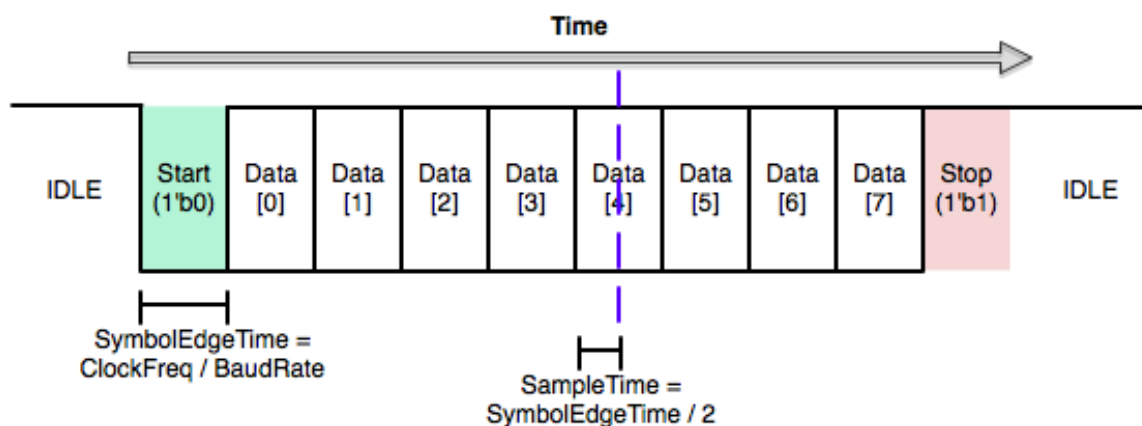 Time
IDLE
Start
(1'b0)
Data
[0]
Data
[1]
Data
[2]
Data
[3]
Data
[4]
Data
[5]
Data
[6]
Data
[7]
Stop
(1'b1)
IDLE
SymbolEdgeTime =
ClockFreq / BaudRate
SampleTime =
SymbolEdgeTime / 2